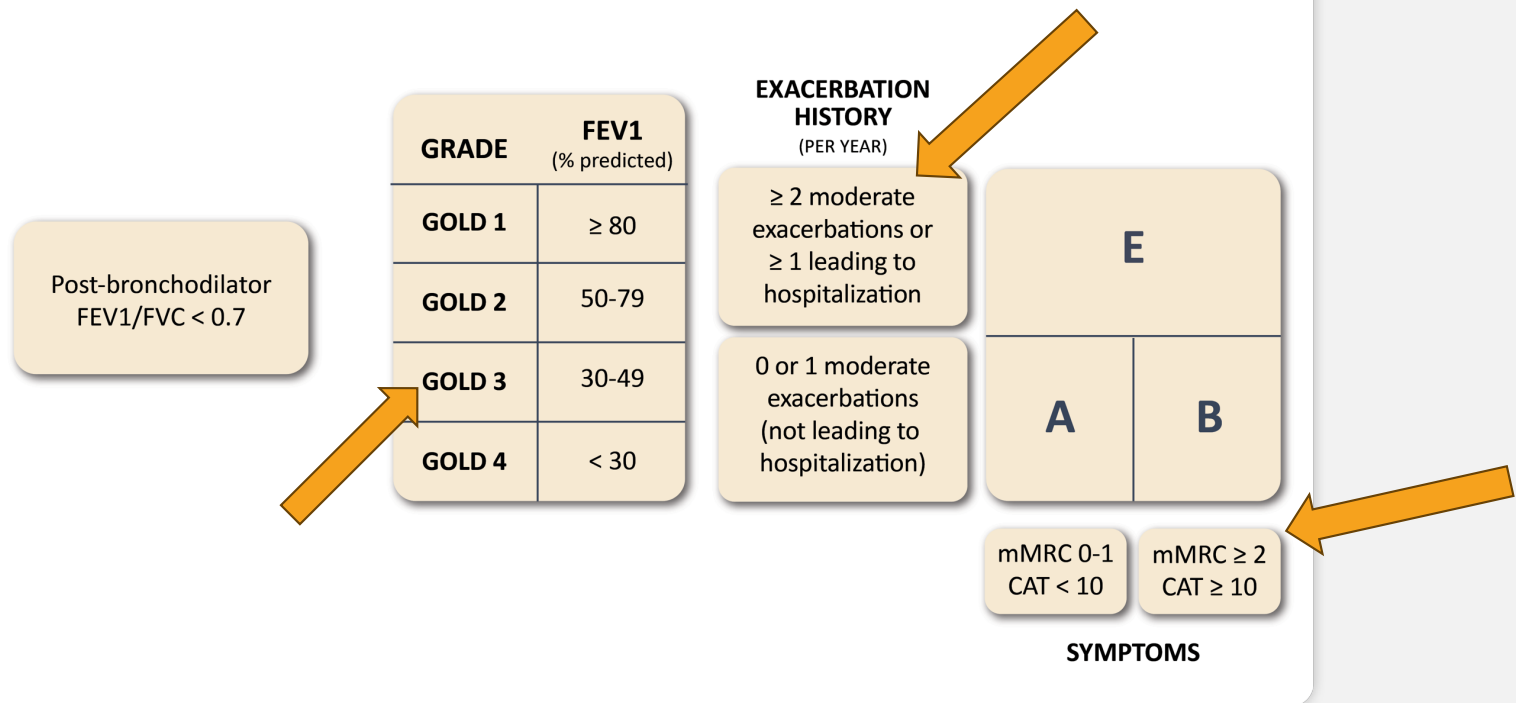 Post-bronchodilator
FEV1/FVC < 0.7
GRADE
FEV1
(% predicted)
GOLD 1
≥ 80
GOLD 2
50-79
GOLD 3
30-49
GOLD 4
< 30
EXACERBATION
HISTORY
(PER YEAR)
≥ 2 moderate
exacerbations or
≥ 1 leading to
hospitalization
0 or 1 moderate
exacerbations
(not leading to
hospitalization)
E
A
B
mMRC 0-1
CAT < 10
mMRC ≥ 2
CAT ≥ 10
SYMPTOMS